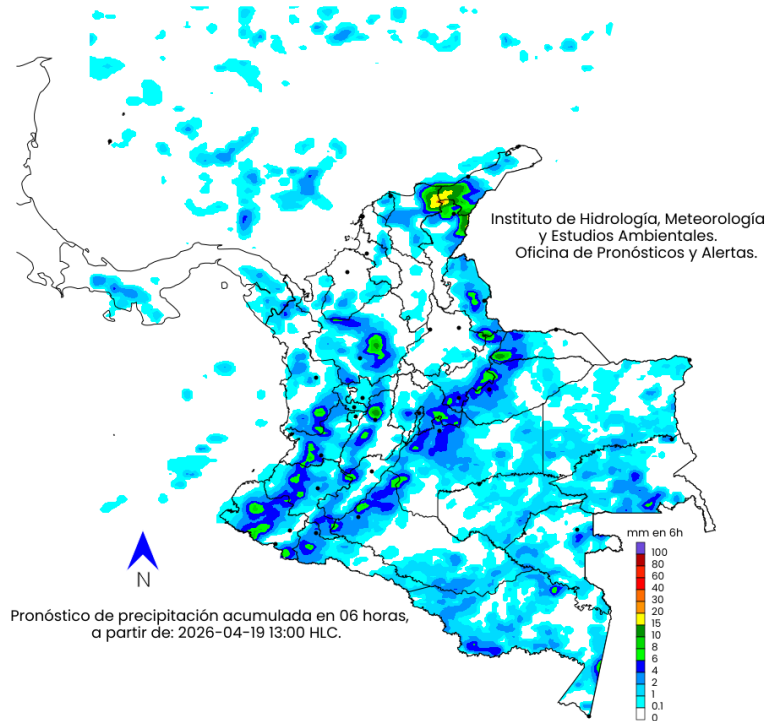 Instituto de Hidrología, Meteorología
y Estudios Ambientales.
Oficina de Pronósticos y Alertas.
N
Pronóstico de precipitación acumulada en 06 horas,
a partir de: 2026-04-19 13:00 HLC.
mm en 6h
100
80
60
40
30
20
15
10
8
6
4
2
1
0.1
0